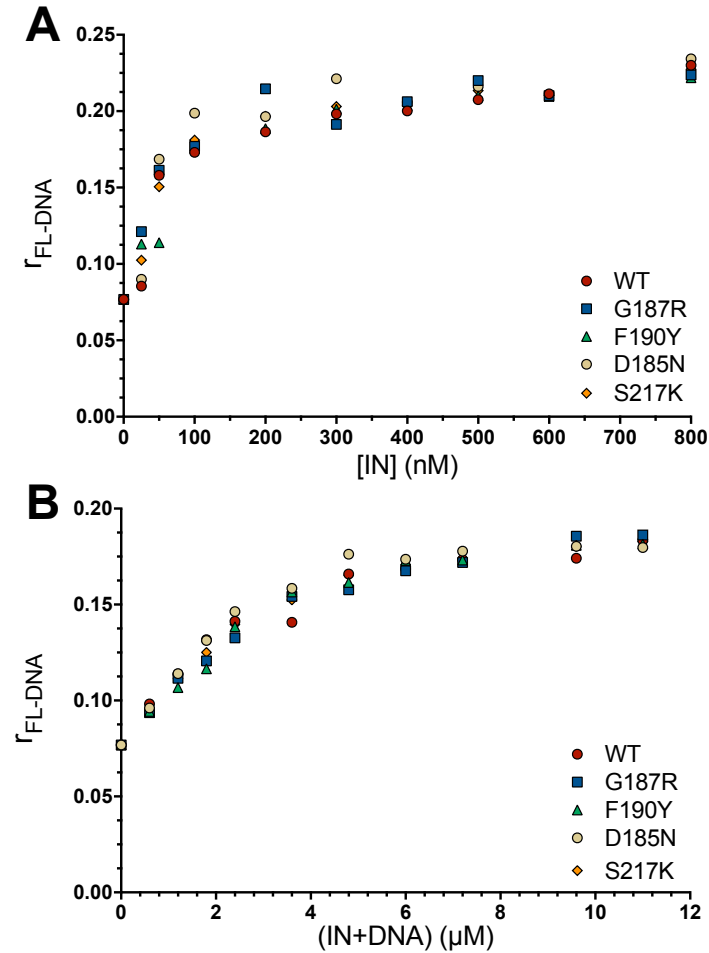 A
0.25
0.20
0.15
0.10
0.05
0.00
rFL-DNA
WT
G187R
F190Y
D185N
S217K
0 100 200 300 400 500 600 700 800
[IN] (nM)
B
0.20
0.15
0.10
0.05
0.00
rFL-DNA
WT
G187R
F190Y
D185N
S217K
0 2 4 6 8 10 12
(IN+DNA) (µM)